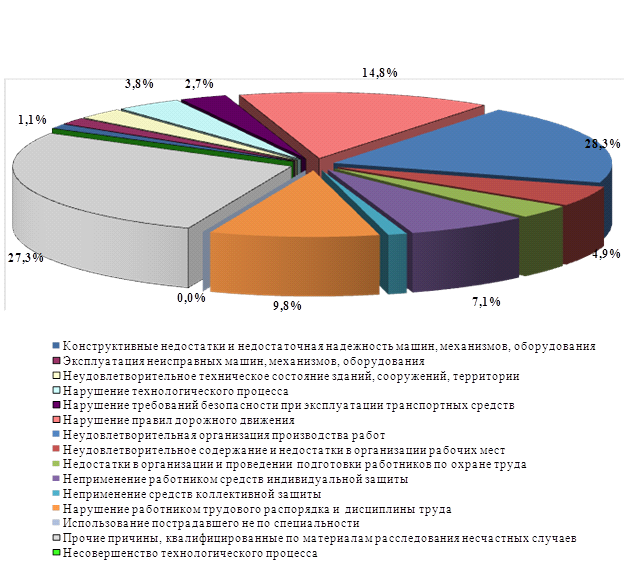 14,8%
3,8%
2,7%
1,1%
28,3%
27,3%
4,9%
0,0%
9,8%
7,1%
Конструктивные недостатки и недостаточная надежность машин, механизмов, оборудования
Эксплуатация неисправных машин, механизмов, оборудования
Неудовлетворительное техническое состояние зданий, сооружений, территории
Нарушение технологического процесса
Нарушение требований безопасности при эксплуатации транспортных средств
Нарушение правил дорожного движения
Неудовлетворительная организация производства работ
Неудовлетворительное содержание и недостатки в организации рабочих мест
Недостатки в организации и проведении подготовки работников по охране труда
Неприменение работником средств индивидуальной защиты
Неприменение средств коллективной защиты
Нарушение работником трудового распорядка и дисциплины труда
Использование пострадавшего не по специальности
Прочие причины, квалифицированные по материалам расследования несчастных случаев
Несовершенство технологического процесса